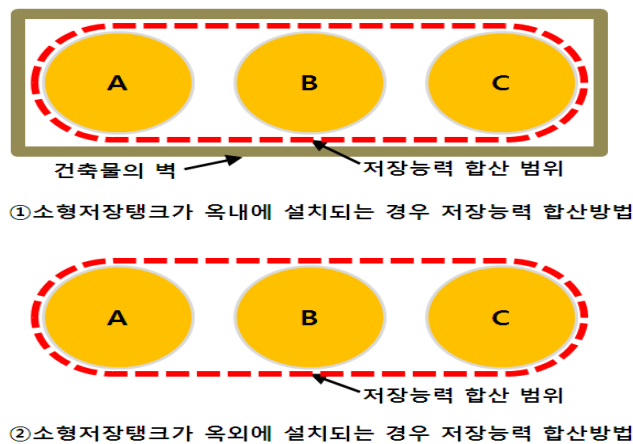 A B C
건축물의 벽 저장능력 합산 범위
①소형저장탱크가 옥내에 설치되는 경우 저장능력 합산방법
A B C
저장능력 합산 범위
②소형저장탱크가 옥외에 설치되는 경우 저장능력 합산방법